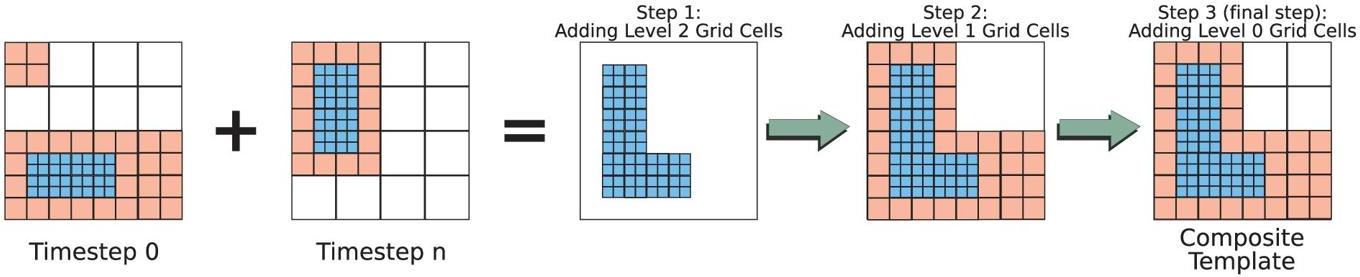 Step 1:
Adding Level 2 Grid Cells
Step 2:
Adding Level 1 Grid Cells
Step 3 (final step):
Adding Level 0 Grid Cells
+
=
Timestep 0
Timestep n
Composite
Template